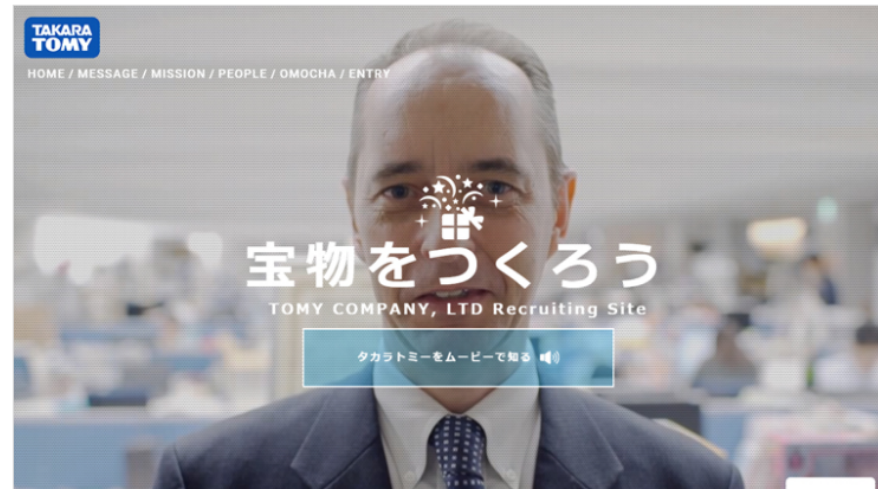 TAKARA
TOMY
HOME / MESSAGE / MISSION / PEOPLE / OMOCHA / ENTRY
宝物をつくろう
TOMY COMPANY, LTD Recruiting Site
タカラトミーをムービーで知る